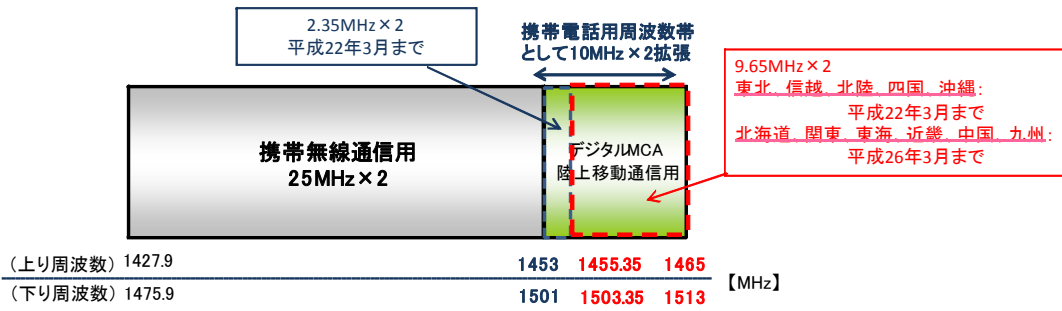 2.35MHz×2
平成22年3月まで
携帯電話用周波数帯
として10MHz×2拡張
9.65MHz×2
東北、信越、北陸、四国、沖縄:
平成22年3月まで
北海道、関東、東海、近畿、中国、九州:
平成26年3月まで
携帯無線通信用
25MHz×2
デジタルMCA
陸上移動通信用
(上り周波数) 1427.9 1453 1455.35 1465
(下り周波数) 1475.9 1501 1503.35 1513
【MHz】